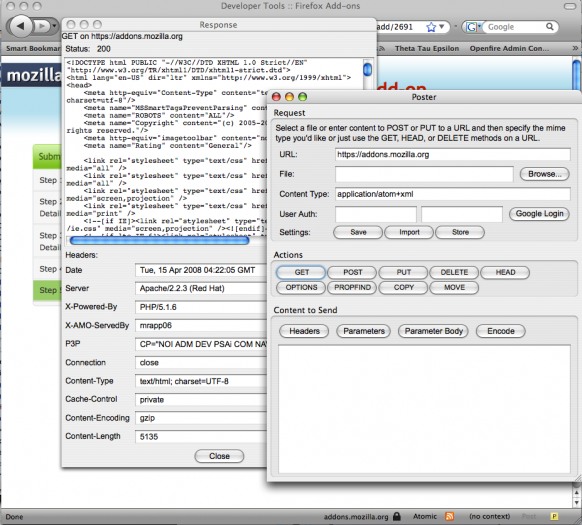 Developer Tools :: Firefox Add-ons
add/2691
Google
Smart Bookmar
Theta Tau Epsilon
Openfire Admin Con...
mozilla
add-on
Submi
Step 1
Step 2
Detail
Step 3
Detail
Step 4
Step 5
Response
GET on https://addons.mozilla.org
Status: 200
<!DOCTYPE html PUBLIC "-//W3C//DTD XHTML 1.0 Strict//EN"
"http://www.w3.org/TR/xhtml1/DTD/xhtml1-strict.dtd">
<html lang="en-US" dir="ltr" xmlns="http://www.w3.org/1999/xhtml">
<head>
<meta http-equiv="Content-Type" content="te
charset=utf-8"/>
<meta name="MSSmartTagsPreventParsing" cont
<meta name="ROBOTS" content="ALL"/>
<meta name="Copyright" content="(c) 2005-2
rights reserved."/>
<meta http-equiv="imagetoolbar" content="no
<meta name="Rating" content="General"/>
<link rel="stylesheet" type="text/css" href
media="all" />
<link rel="stylesheet" type="text/css" href
media="all" />
<link rel="stylesheet" type="text/css" href
media="screen,projection" />
<link rel="stylesheet" type="text/css" href
media="print" />
<!--[if IE]><link rel="stylesheet" type="te
/ie.css" media="screen,projection" /><![endif]-
Headers:
Date
Tue, 15 Apr 2008 04:22:05 GMT
Server
Apache/2.2.3 (Red Hat)
X-Powered-By
PHP/5.1.6
X-AMO-ServedBy
mrapp06
P3P
CP="NOI ADM DEV PSAi COM NAV
Connection
close
Content-Type
text/html; charset=UTF-8
Cache-Control
private
Content-Encoding
gzip
Content-Length
5135
Close
Poster
Request
Select a file or enter content to POST or PUT to a URL and then specify the mime
type you'd like or just use the GET, HEAD, or DELETE methods on a URL.
URL:
https://addons.mozilla.org
File:
Browse...
Content Type:
application/atom+xml
User Auth:
Google Login
Settings:
Save
Import
Store
Actions
GET
POST
PUT
DELETE
HEAD
OPTIONS
PROPFIND
COPY
MOVE
Content to Send
Headers
Parameters
Parameter Body
Encode
Done
addons.mozilla.org
Atomic
(no context)
Post